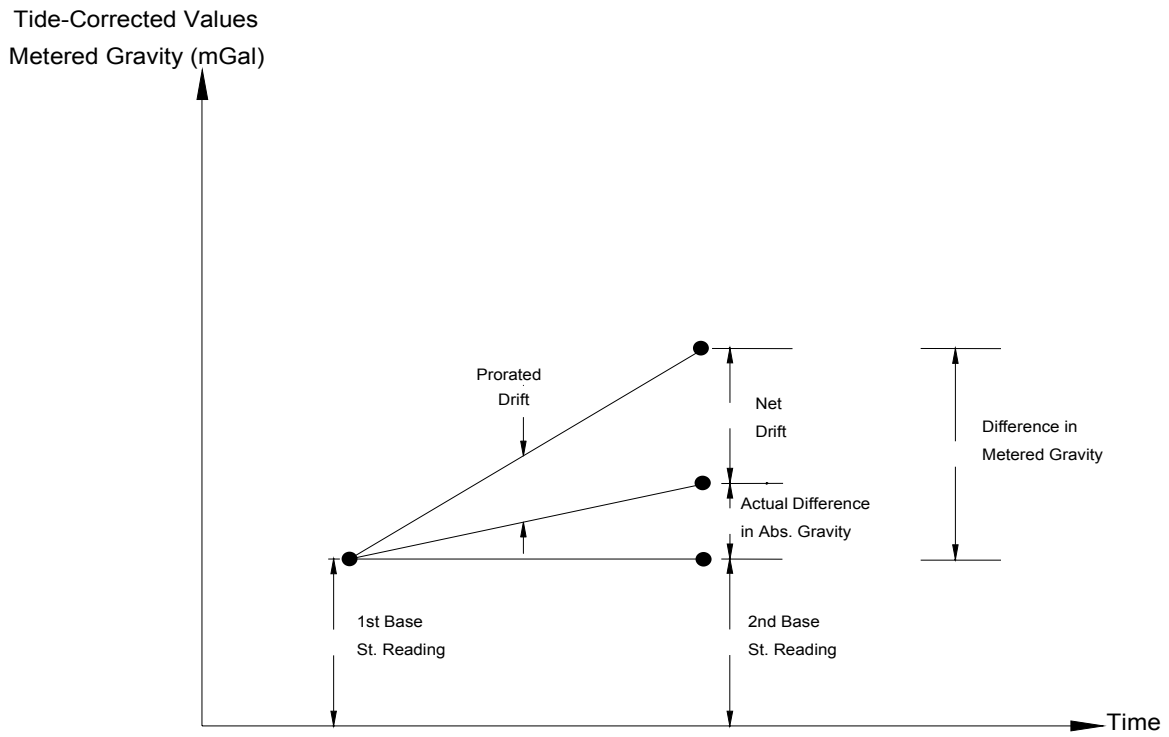 Tide-Corrected Values
Metered Gravity (mGal)
Prorated
Drift
Net
Drift
Difference in
Metered Gravity
Actual Difference
in Abs. Gravity
1st Base
St. Reading
2nd Base
St. Reading
Time